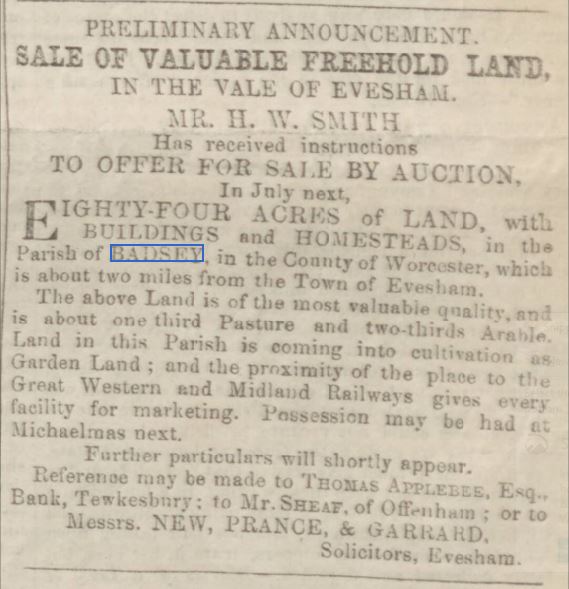 PRELIMINARY ANNOUNCEMENT.
SALE OF VALUABLE FREEHOLD LAND,
IN THE VALE OF EVESHAM.
MR. H. W. SMITH
Has received instructions
TO OFFER FOR SALE BY AUCTION,
In July next,
EIGHTY-FOUR ACRES of LAND, with
BUILDINGS and HOMESTEADS, in the
Parish of BADSEY, in the County of Worcester, which
is about two miles from the Town of Evesham.
The above Land is of the most valuable quality, and
is about one third Pasture and two-thirds Arable.
Land in this Parish is coming into cultivation as
Garden Land; and the proximity of the place to the
Great Western and Midland Railways gives every
facility for marketing. Possession may be had at
Michaelmas next.
Further particulars will shortly appear.
Reference may be made to THOMAS APPLEBEE, Esq.,
Bank, Tewkesbury; to Mr. SHEAF, of Offenham; or to
Messrs. NEW, PRANCE, & GARRARD,
Solicitors, Evesham.